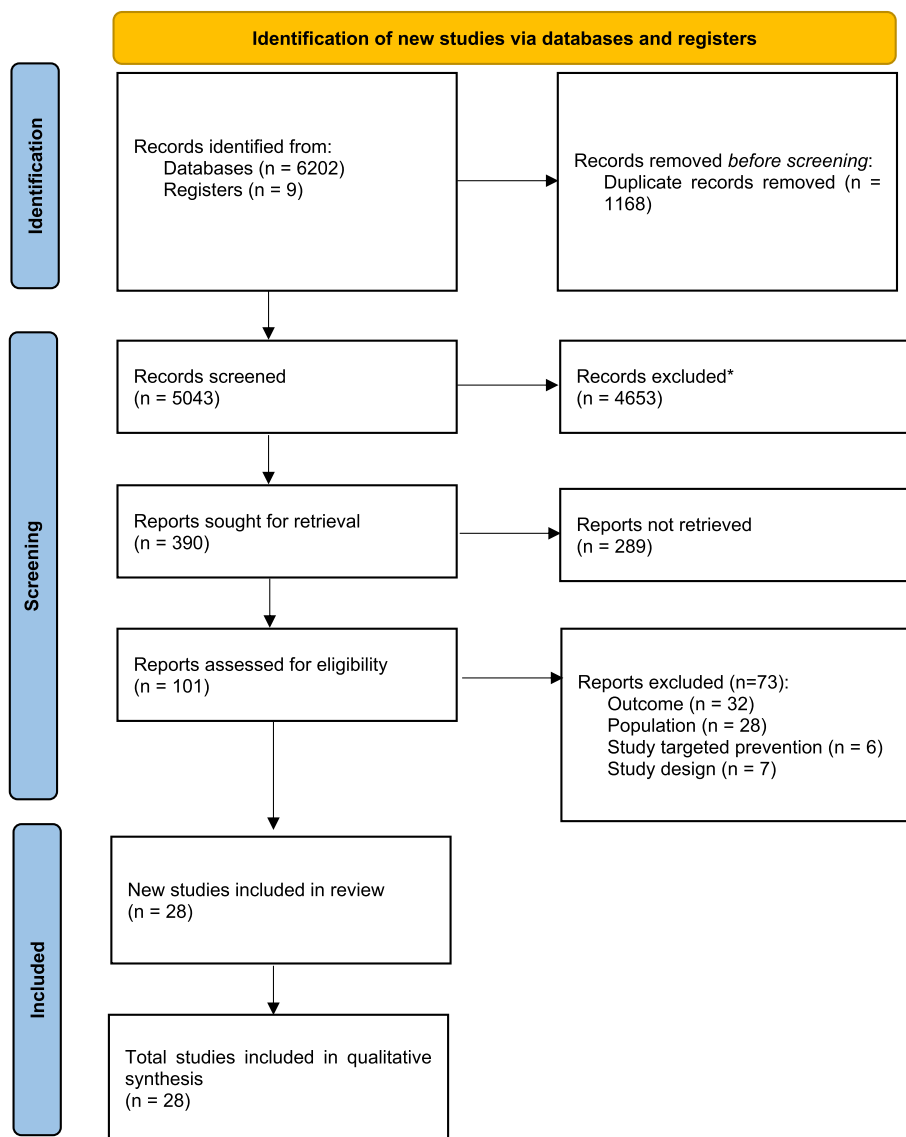 Identification of new studies via databases and registers
Identification
Records identified from:
Databases (n = 6202)
Registers (n = 9)
Records removed before screening:
Duplicate records removed (n =
1168)
Screening
Records screened
(n = 5043)
Records excluded*
(n = 4653)
Reports sought for retrieval
(n = 390)
Reports not retrieved
(n = 289)
Reports assessed for eligibility
(n = 101)
Reports excluded (n=73):
Outcome (n = 32)
Population (n = 28)
Study targeted prevention (n = 6)
Study design (n = 7)
Included
New studies included in review
(n = 28)
Total studies included in qualitative
synthesis
(n = 28)